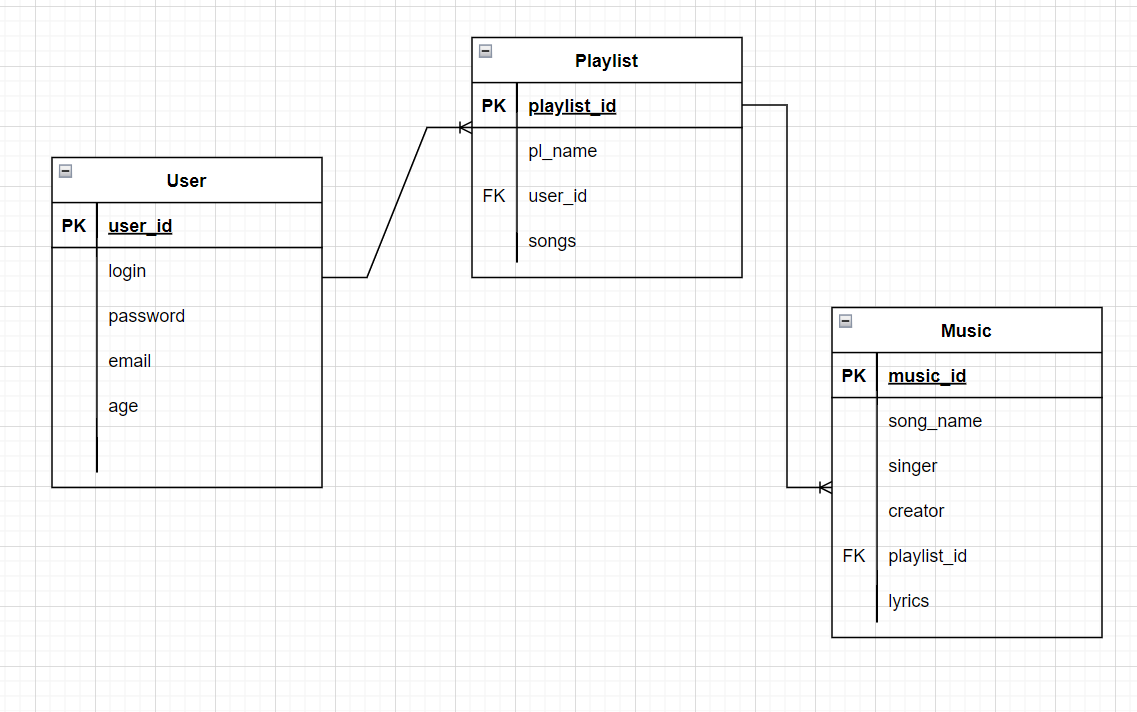 User
PK user_id
login
password
email
age
Playlist
PK playlist_id
pl_name
FK user_id
songs
Music
PK music_id
song_name
singer
creator
FK playlist_id
lyrics